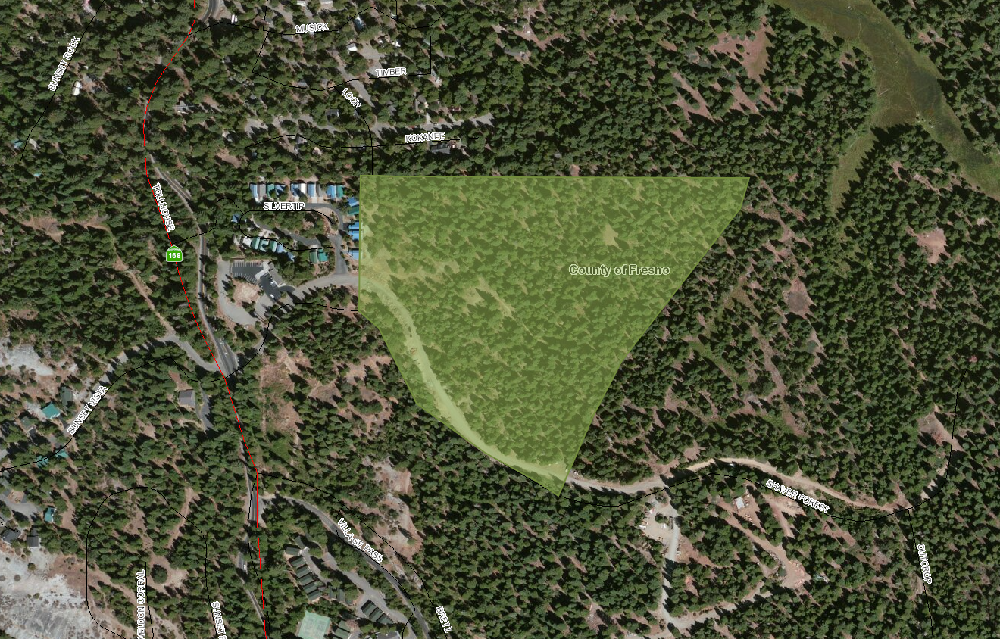 MUSICK
SUNSET ROCK
TIMBER
LOCH
KOKANEE
TOLLHOUSE
SILVERTIP
168
County of Fresno
SUNSET VISTA
SHAVER FOREST
VILLAGE PASS
OUTCROP
WELDON CORRAL
SUNSET
BRETZ